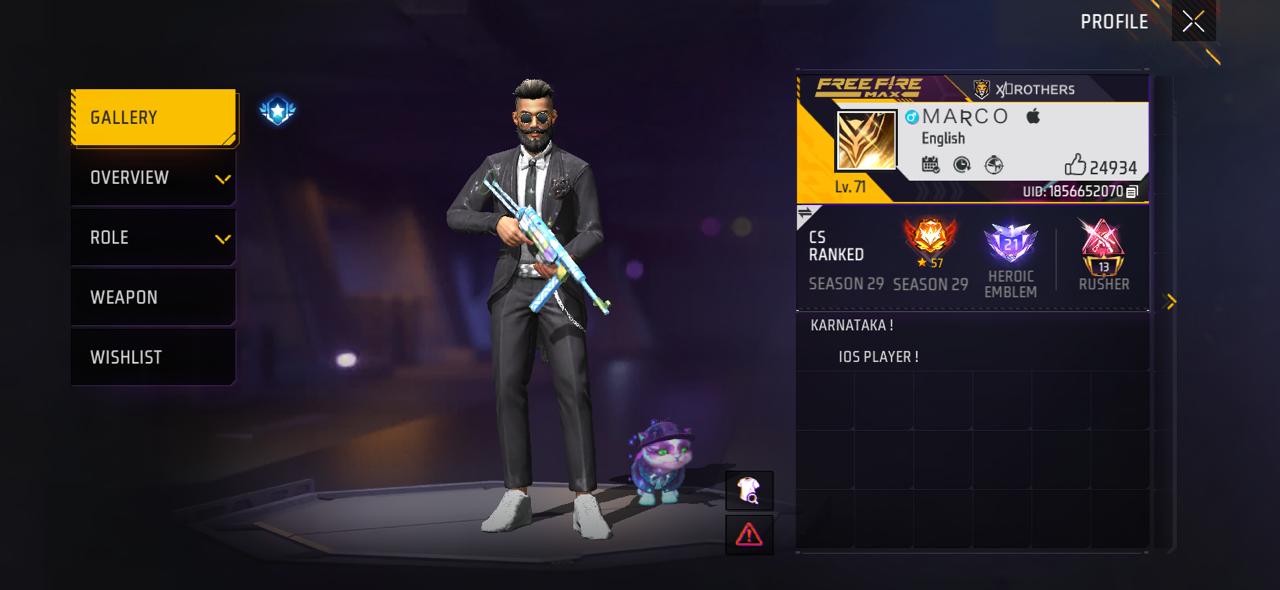 PROFILE
GALLERY
OVERVIEW
ROLE
WEAPON
WISHLIST
FREE FIRE
MAX
ROTHERS
MARCO
English
24934
Lv. 71
UID: 1856652070
CS
RANKED
SEASON 29
57
SEASON 29
21
HEROIC
EMBLEM
13
RUSHER
KARNATAKA !
IOS PLAYER !